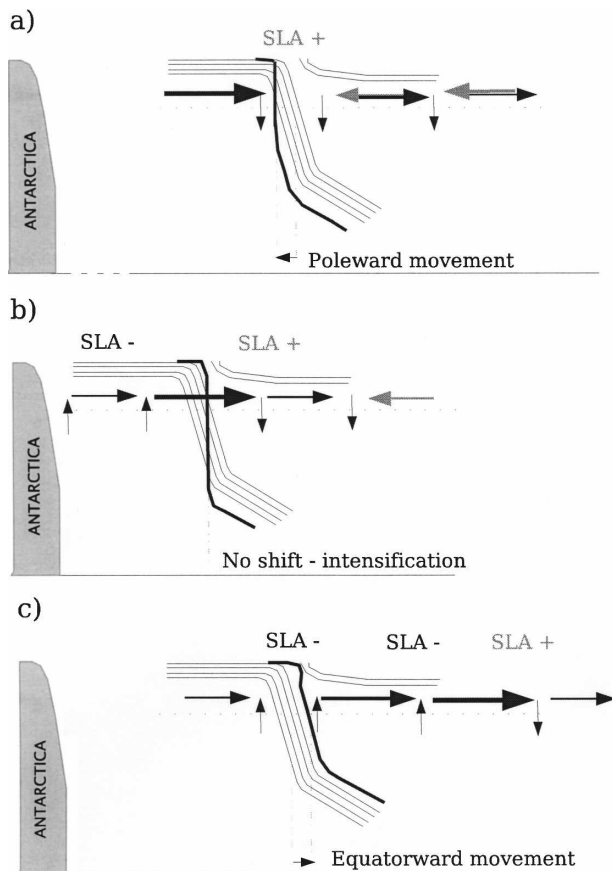 a)
SLA +
ANTARCTICA
Poleward movement
b)
SLA -
SLA +
ANTARCTICA
No shift - intensification
c)
SLA -
SLA -
SLA +
ANTARCTICA
Equatorward movement